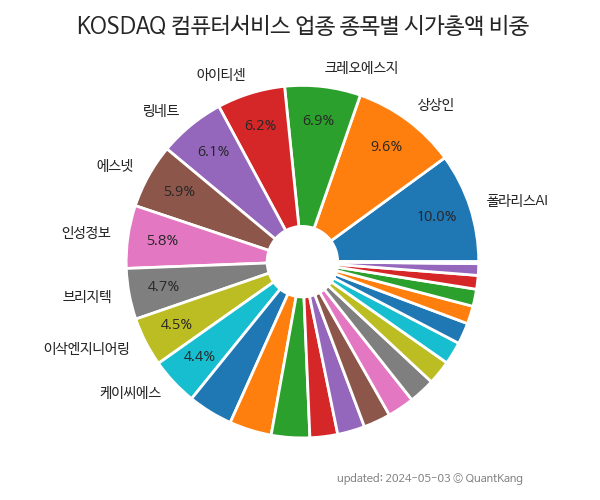 KOSDAQ 컴퓨터서비스 업종 종목별 시가총액 비중
폴라리스AI
10.0%
상상인
9.6%
크레오에스지
6.9%
아이티센
6.2%
링네트
6.1%
에스넷
5.9%
인성정보
5.8%
브리지텍
4.7%
이삭엔지니어링
4.5%
케이씨에스
4.4%
updated: 2024-05-03 © QuantKang